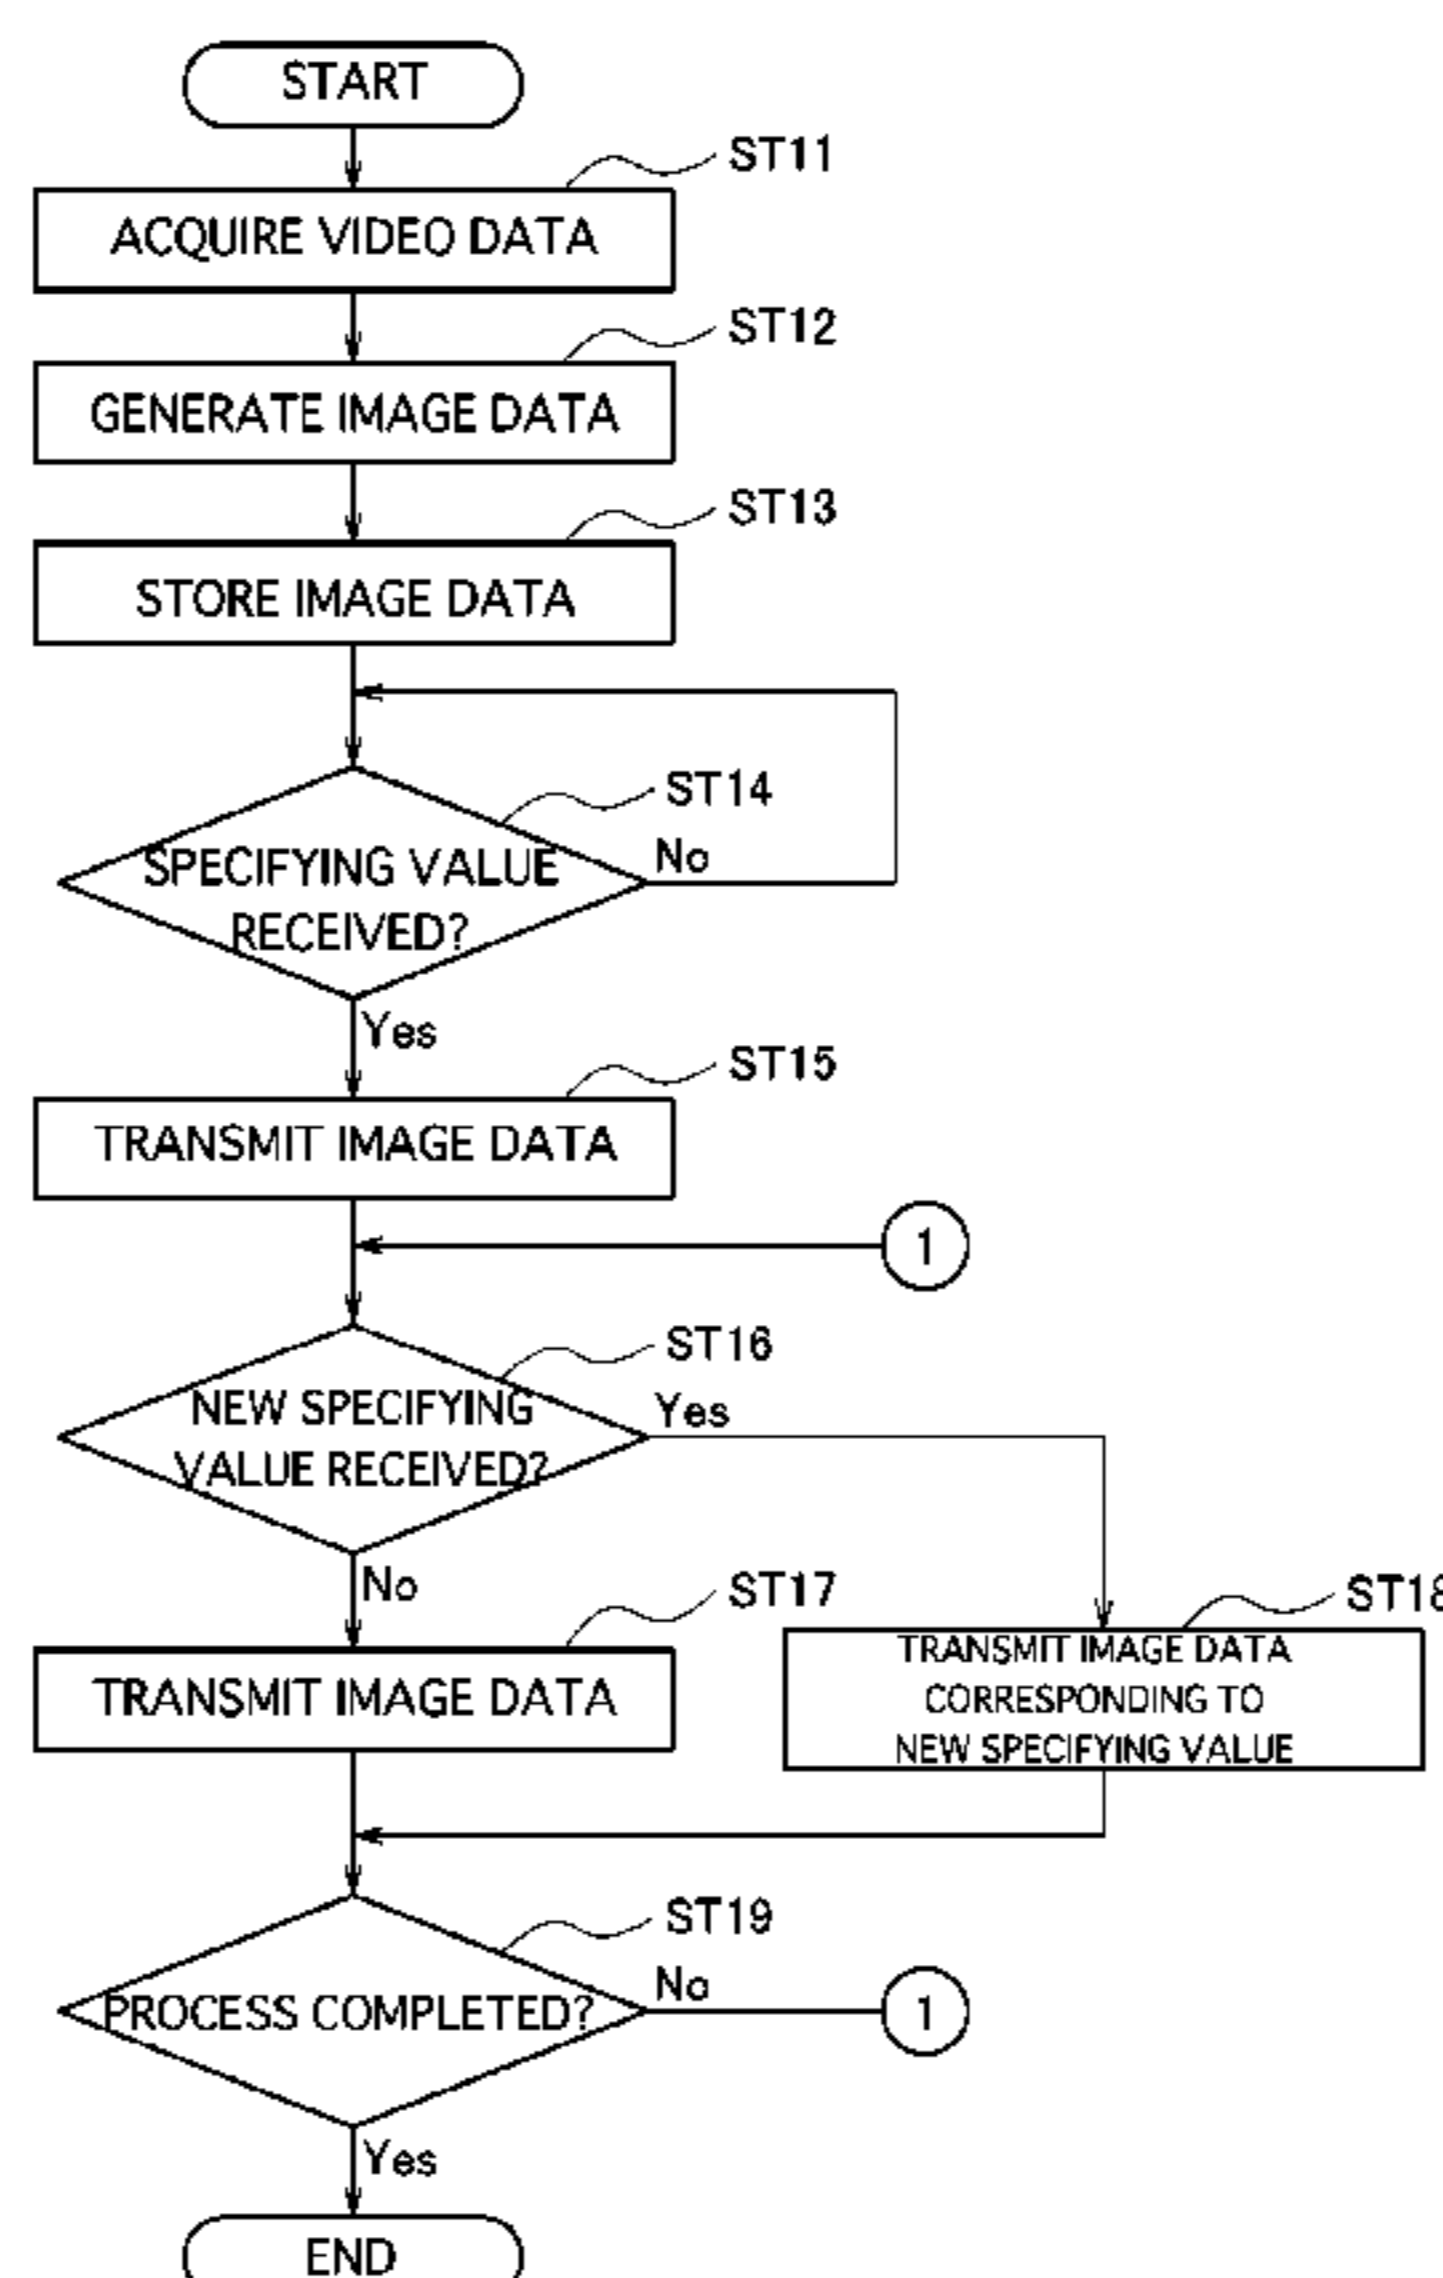 START
ST11
ACQUIRE VIDEO DATA
ST12
GENERATE IMAGE DATA
ST13
STORE IMAGE DATA
ST14
SPECIFYING VALUE
RECEIVED?
No
Yes
ST15
TRANSMIT IMAGE DATA
1
ST16
NEW SPECIFYING
VALUE RECEIVED?
Yes
No
ST17
TRANSMIT IMAGE DATA
ST18
TRANSMIT IMAGE DATA
CORRESPONDING TO
NEW SPECIFYING VALUE
ST19
PROCESS COMPLETED?
No
1
Yes
END